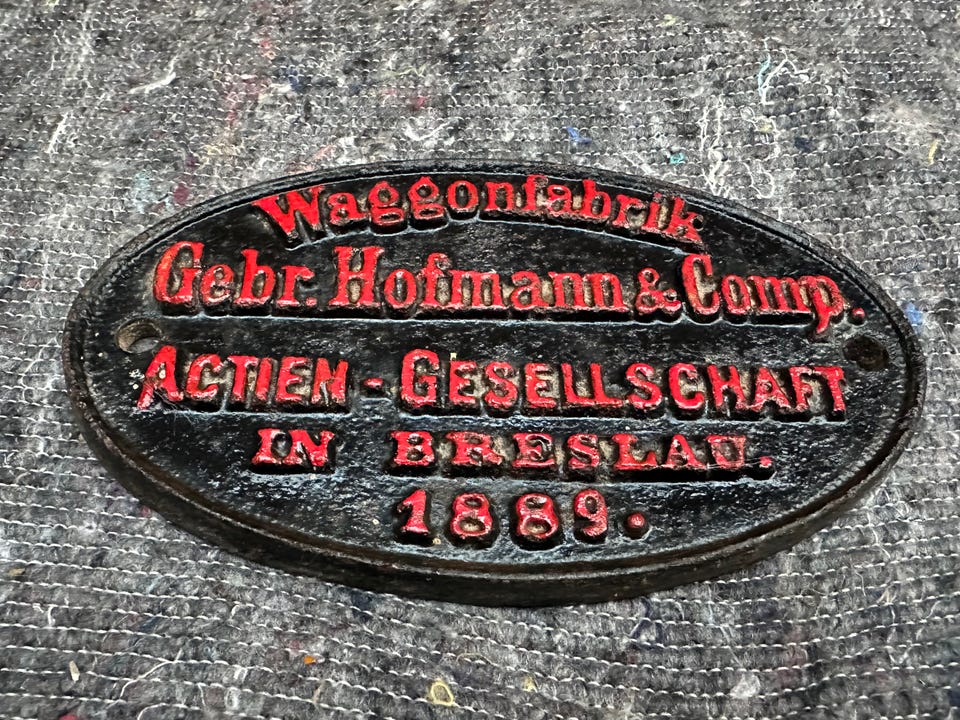 Waggonfabrik
Gebr. Hofmann & Comp.
ACTIEN-GESELLSCHAFT
IN BRESLAU.
1889.